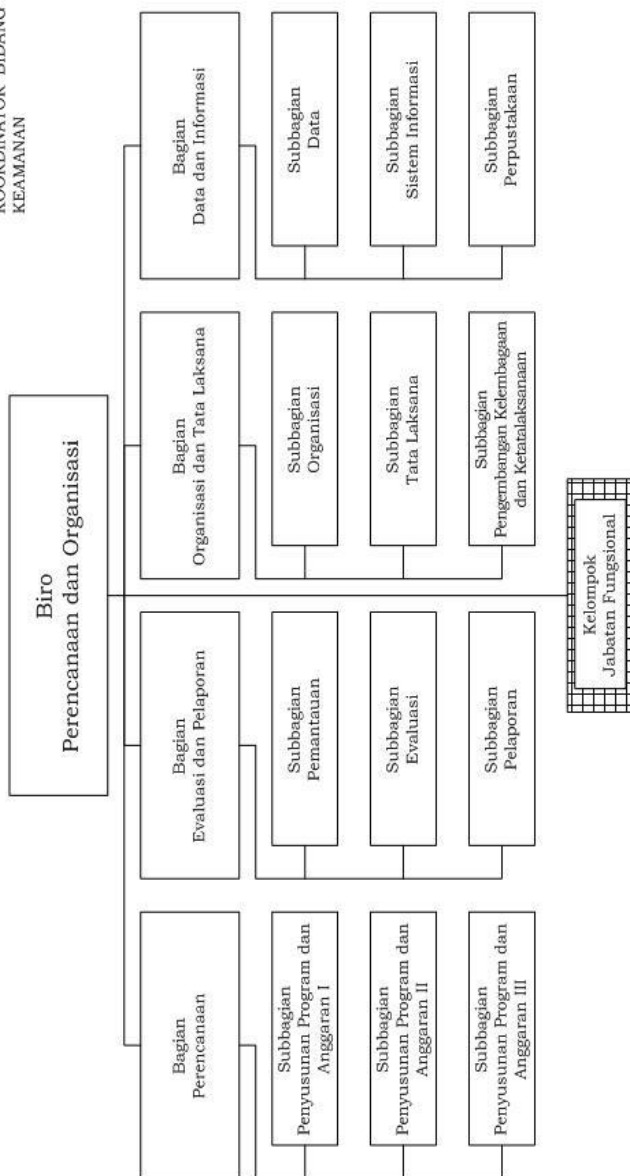 KOORDINATOR BIDANG
KEAMANAN
Biro
Perencanaan dan Organisasi
Bagian
Perencanaan
Subbagian
Penyusunan Program dan
Anggaran I
Subbagian
Penyusunan Program dan
Anggaran II
Subbagian
Penyusunan Program dan
Anggaran III
Bagian
Evaluasi dan Pelaporan
Subbagian
Pemantauan
Subbagian
Evaluasi
Subbagian
Pelaporan
Bagian
Organisasi dan Tata Laksana
Subbagian
Organisasi
Subbagian
Tata Laksana
Subbagian
Pengembangan Kelembagaan
dan Ketatalaksanaan
Bagian
Data dan Informasi
Subbagian
Data
Subbagian
Sistem Informasi
Subbagian
Perpustakaan
Kelompok
Jabatan Fungsional